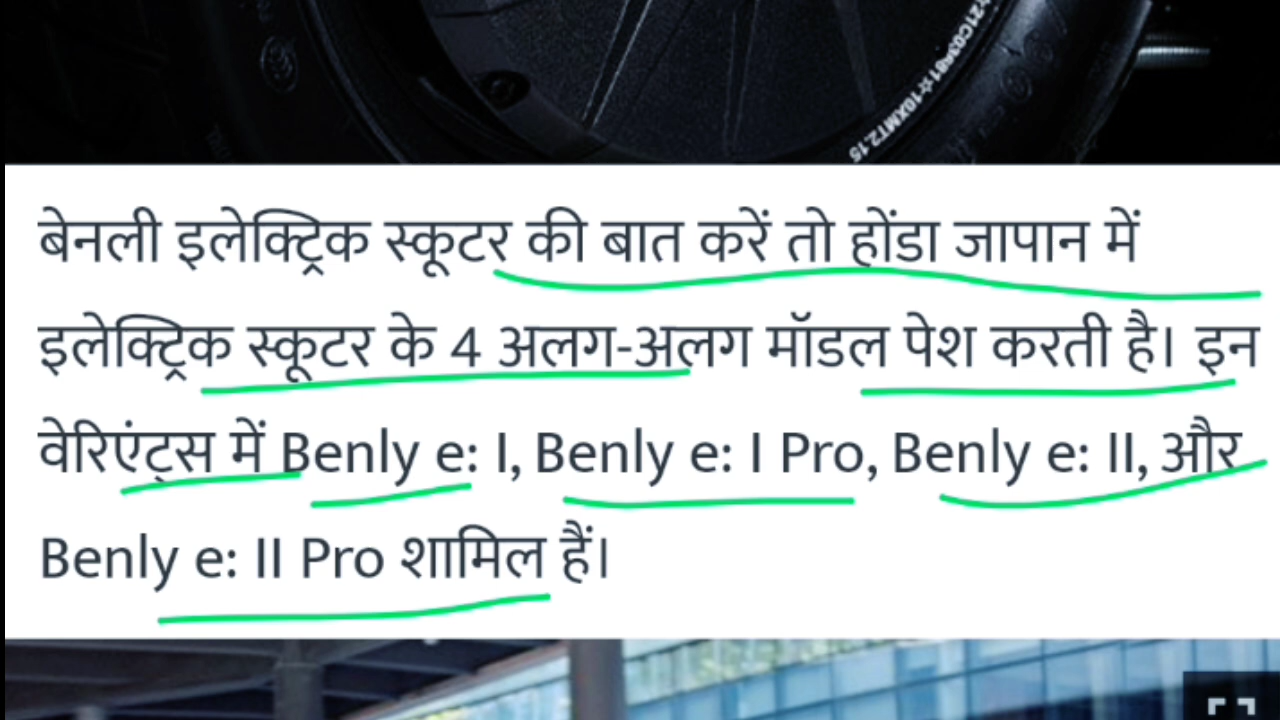 बेनली इलेक्ट्रिक स्कूटर की बात करें तो होंडा जापान में
इलेक्ट्रिक स्कूटर के 4 अलग-अलग मॉडल पेश करती है। इन
वेरिएंट्स में Benly e: I, Benly e: I Pro, Benly e: II, और
Benly e: II Pro शामिल हैं।